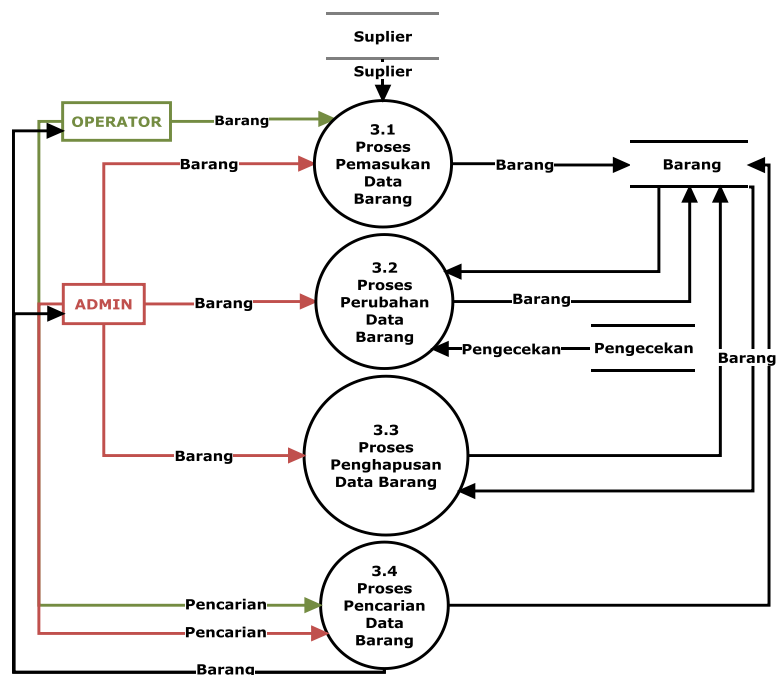 Suplier
Suplier
OPERATOR
Barang
3.1
Proses
Pemasukan
Data
Barang
Barang
Barang
Barang
ADMIN
Barang
3.2
Proses
Perubahan
Data
Barang
Barang
Pengecekan
Pengecekan
Barang
Barang
3.3
Proses
Penghapusan
Data Barang
3.4
Proses
Pencarian
Data
Barang
Pencarian
Pencarian
Barang